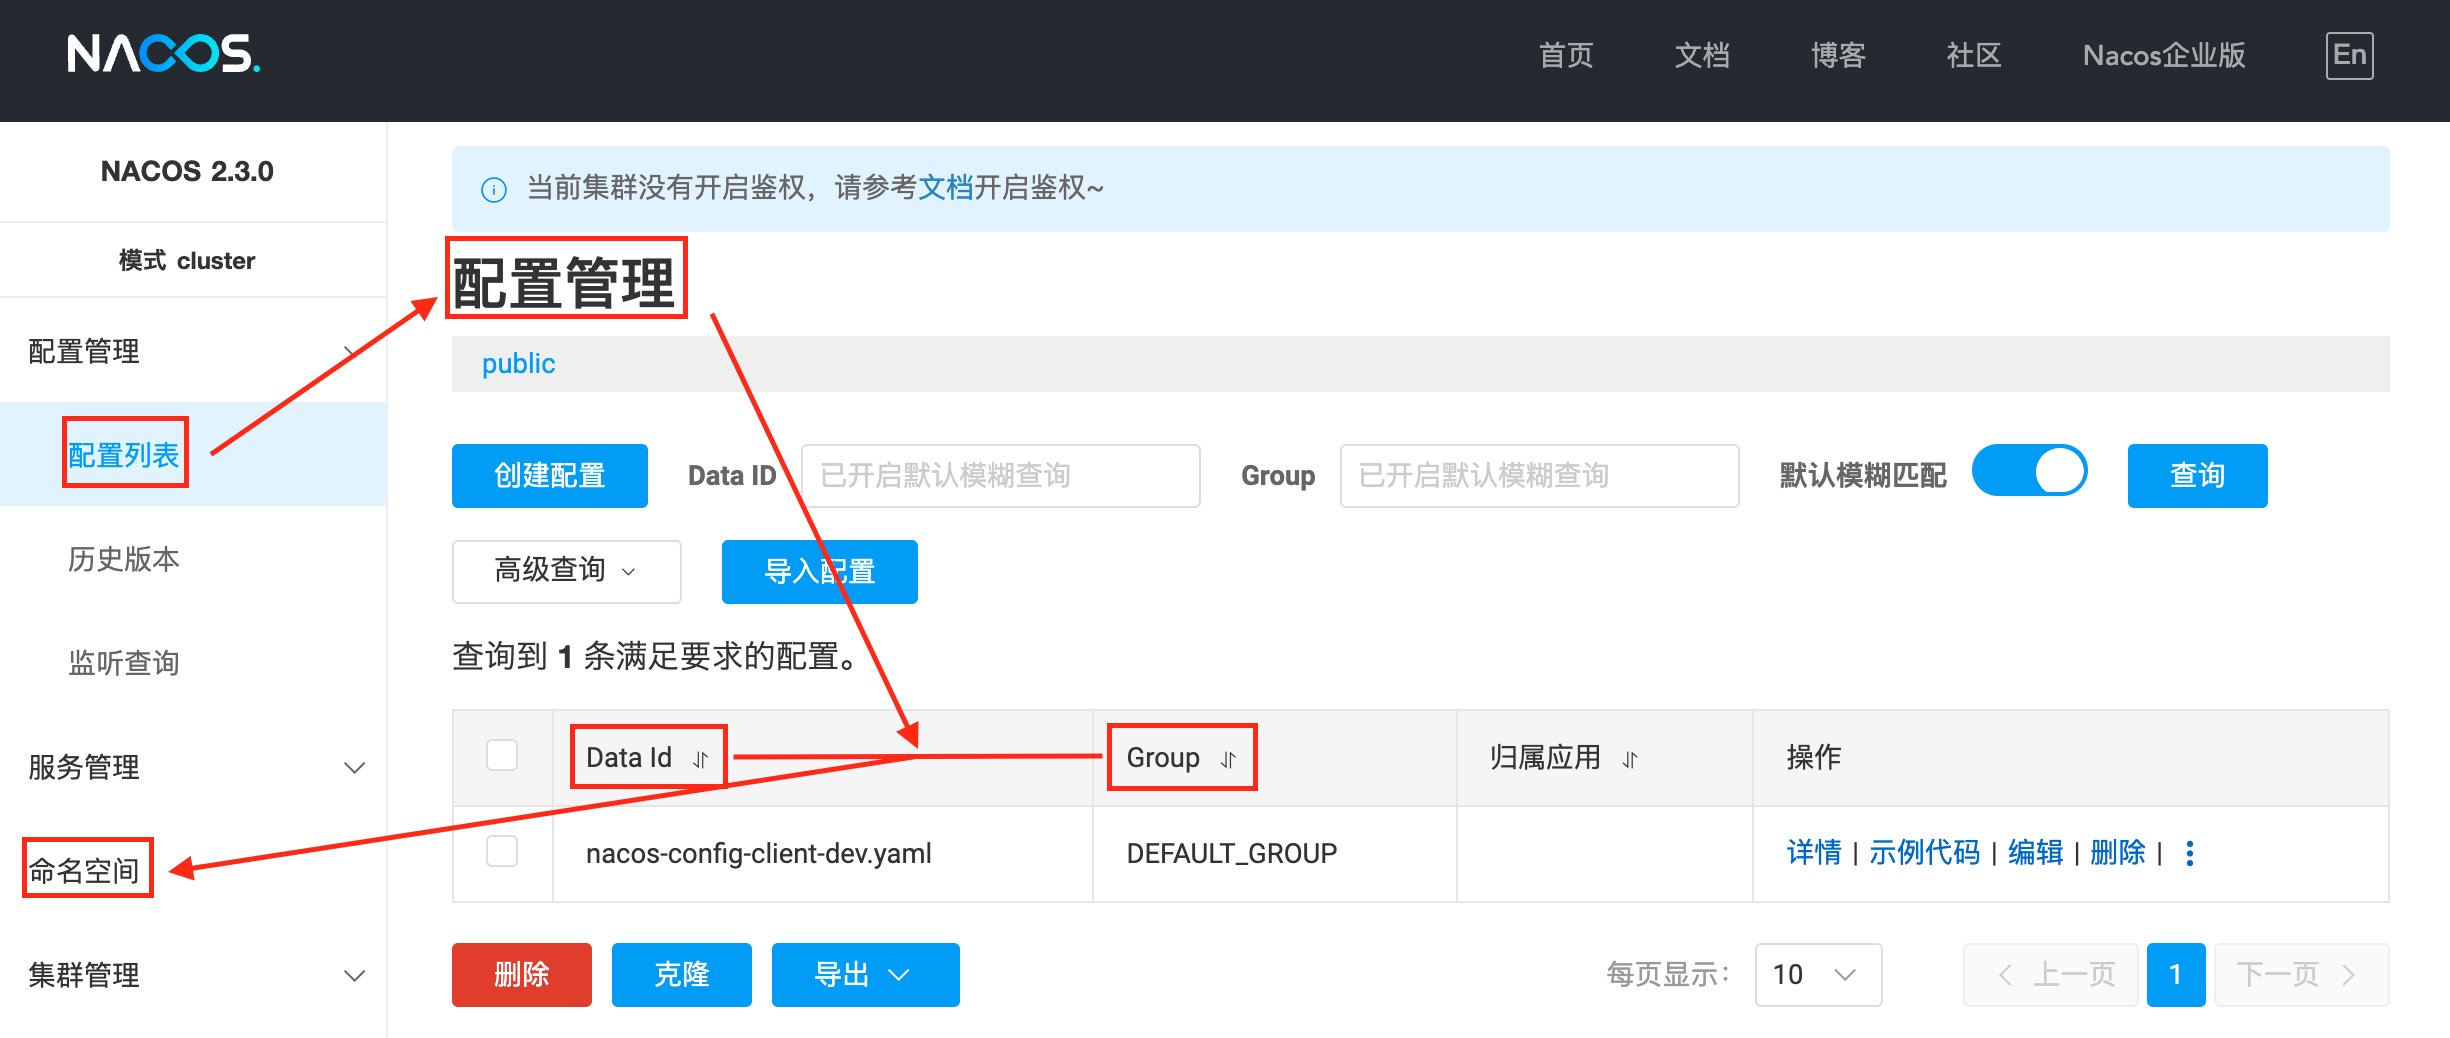 NACOS.
首页 文档 博客 社区 Nacos企业版 En
NACOS 2.3.0
模式 cluster
配置管理
配置列表
历史版本
监听查询
服务管理
命名空间
集群管理
当前集群没有开启鉴权，请参考文档开启鉴权~
配置管理
public
创建配置 Data ID 已开启默认模糊查询 Group 已开启默认模糊查询 默认模糊匹配 查询
高级查询 导入配置
查询到 1 条满足要求的配置。
Data Id Group 归属应用 操作
nacos-config-client-dev.yaml DEFAULT_GROUP 详情 | 示例代码 | 编辑 | 删除 |
删除 克隆 导出 每页显示： 10 上一页 1 下一页